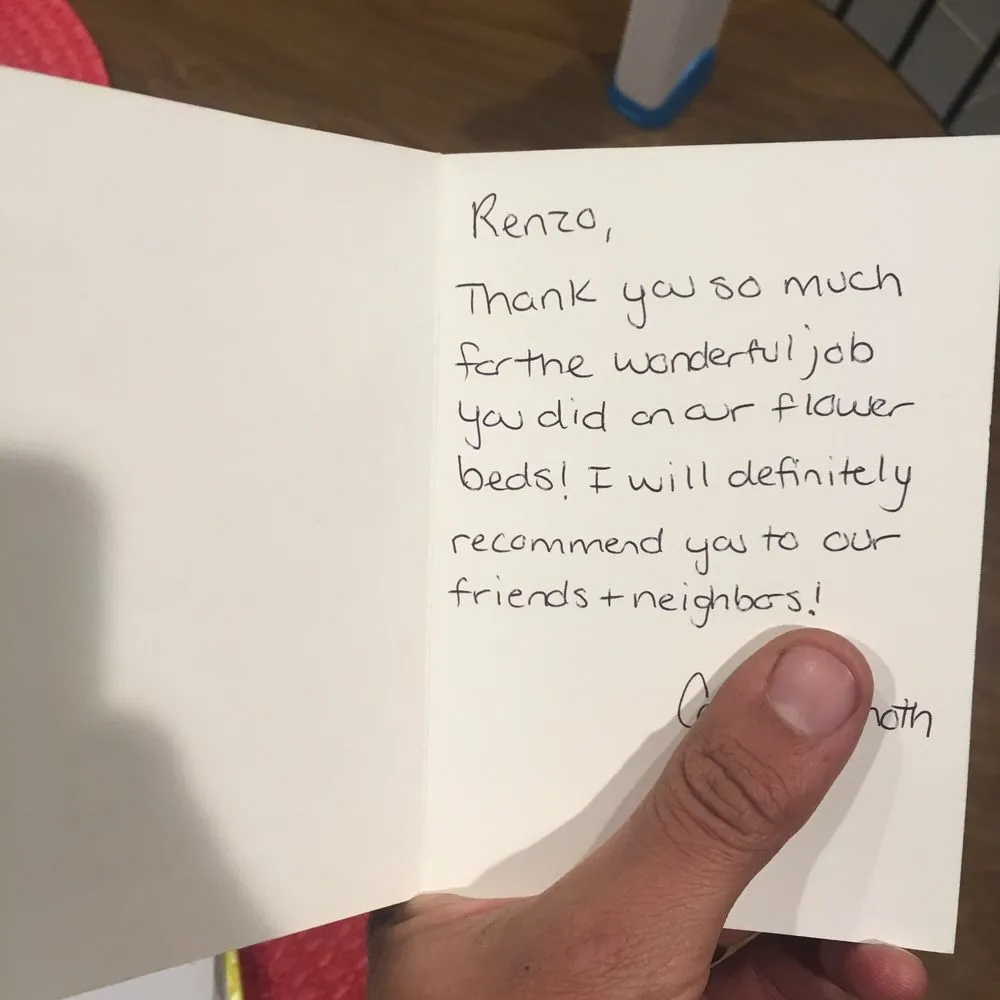 Renzo,
Thank you so much
for the wonderful job
you did on our flower
beds! I will definitely
recommend you to our
friends + neighbors!